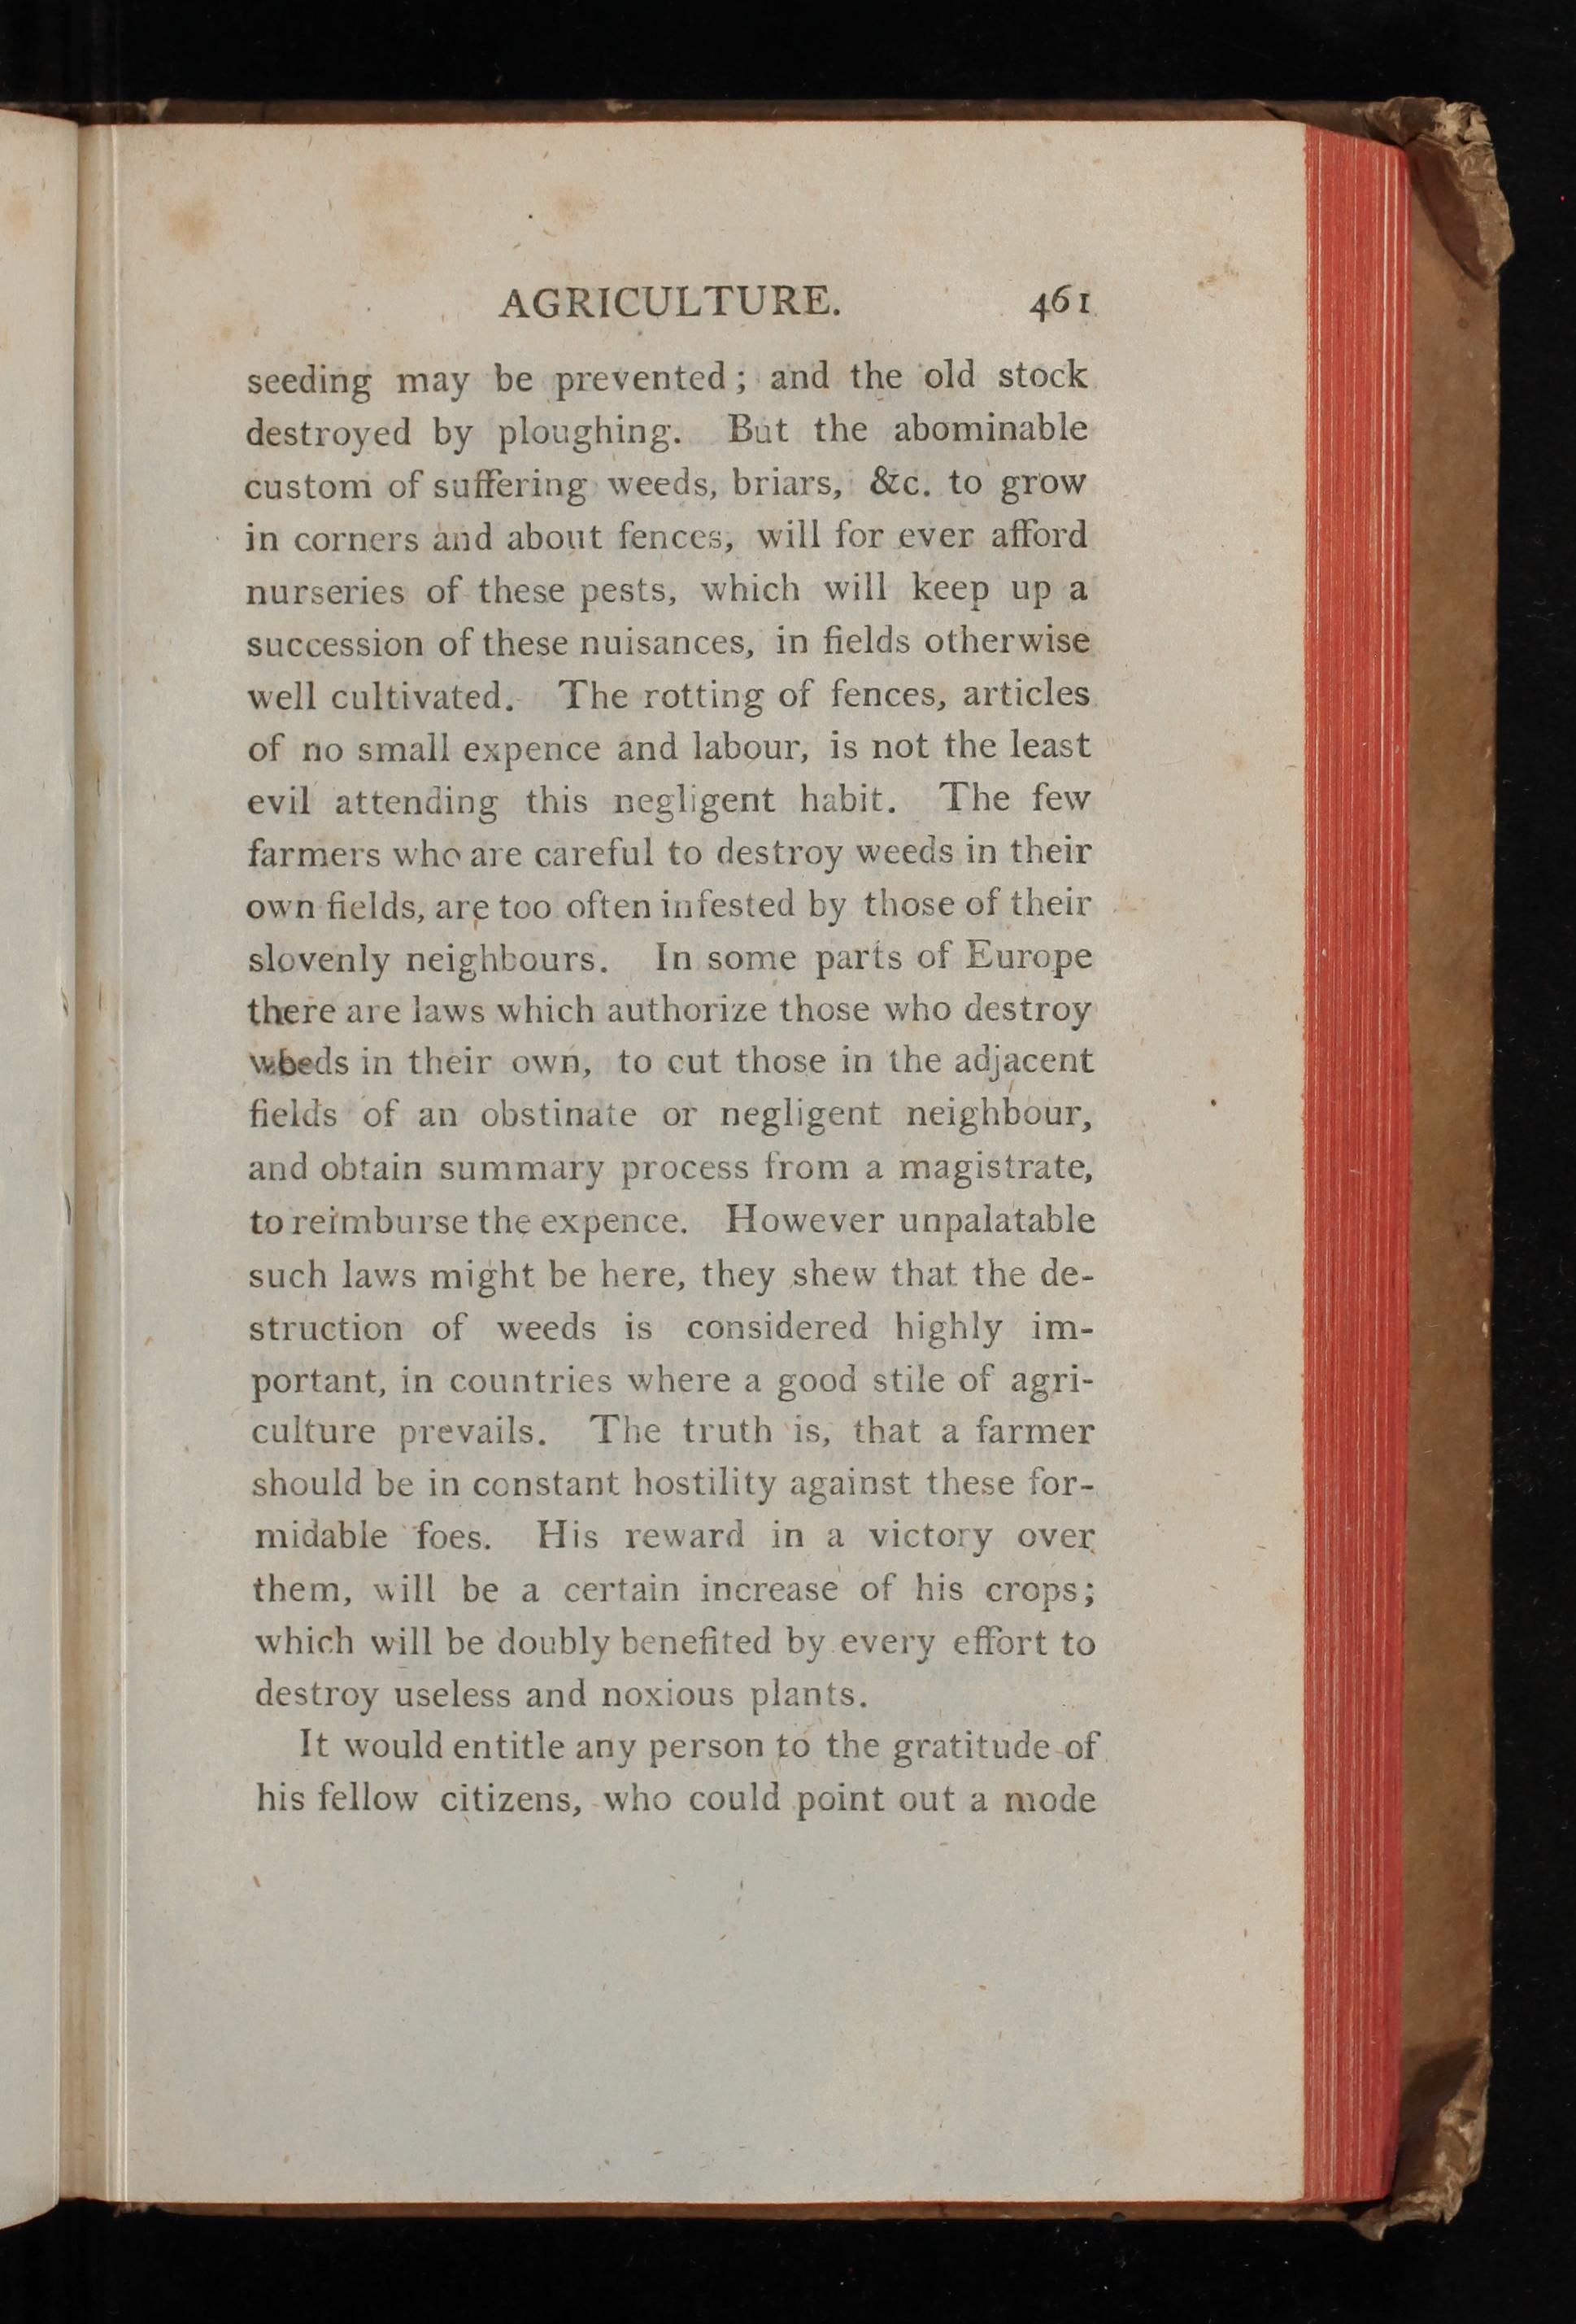 AGRICULTURE. 461
seeding may be prevented; and the old stock
destroyed by ploughing. But the abominable
custom of suffering weeds, briars, &c. to grow
in corners and about fences, will for ever afford
nurseries of these pests, which will keep up a
succession of these nuisances, in fields otherwise
well cultivated. The rotting of fences, articles
of no small expence and labour, is not the least
evil attending this negligent habit. The few
farmers who are careful to destroy weeds in their
own fields, are too often infested by those of their
slovenly neighbours. In some parts of Europe
there are laws which authorize those who destroy
weeds in their own, to cut those in the adjacent
fields of an obstinate or negligent neighbour,
and obtain summary process from a magistrate,
to reimburse the expence. However unpalatable
such laws might be here, they shew that the de-
struction of weeds is considered highly im-
portant, in countries where a good stile of agri-
culture prevails. The truth is, that a farmer
should be in constant hostility against these for-
midable foes. His reward in a victory over
them, will be a certain increase of his crops;
which will be doubly benefited by every effort to
destroy useless and noxious plants.
It would entitle any person to the gratitude of
his fellow citizens, who could point out a mode